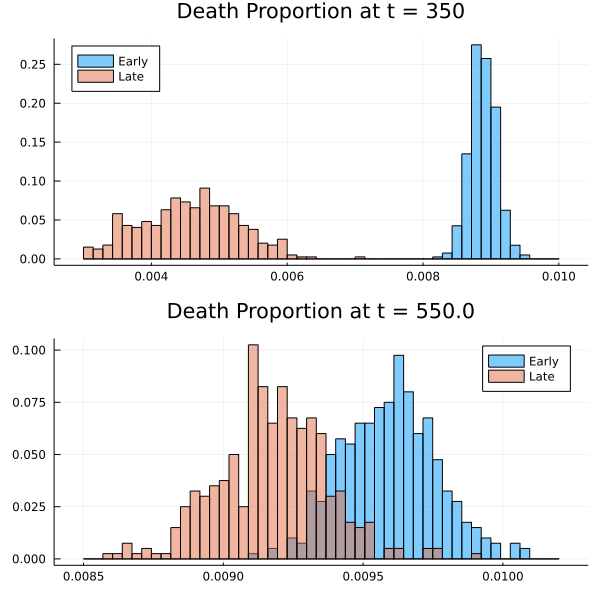 Death Proportion at t = 350
Early
Late
0.25
0.20
0.15
0.10
0.05
0.00
0.004 0.006 0.008 0.010
Death Proportion at t = 550.0
Early
Late
0.100
0.075
0.050
0.025
0.000
0.0085 0.0090 0.0095 0.0100